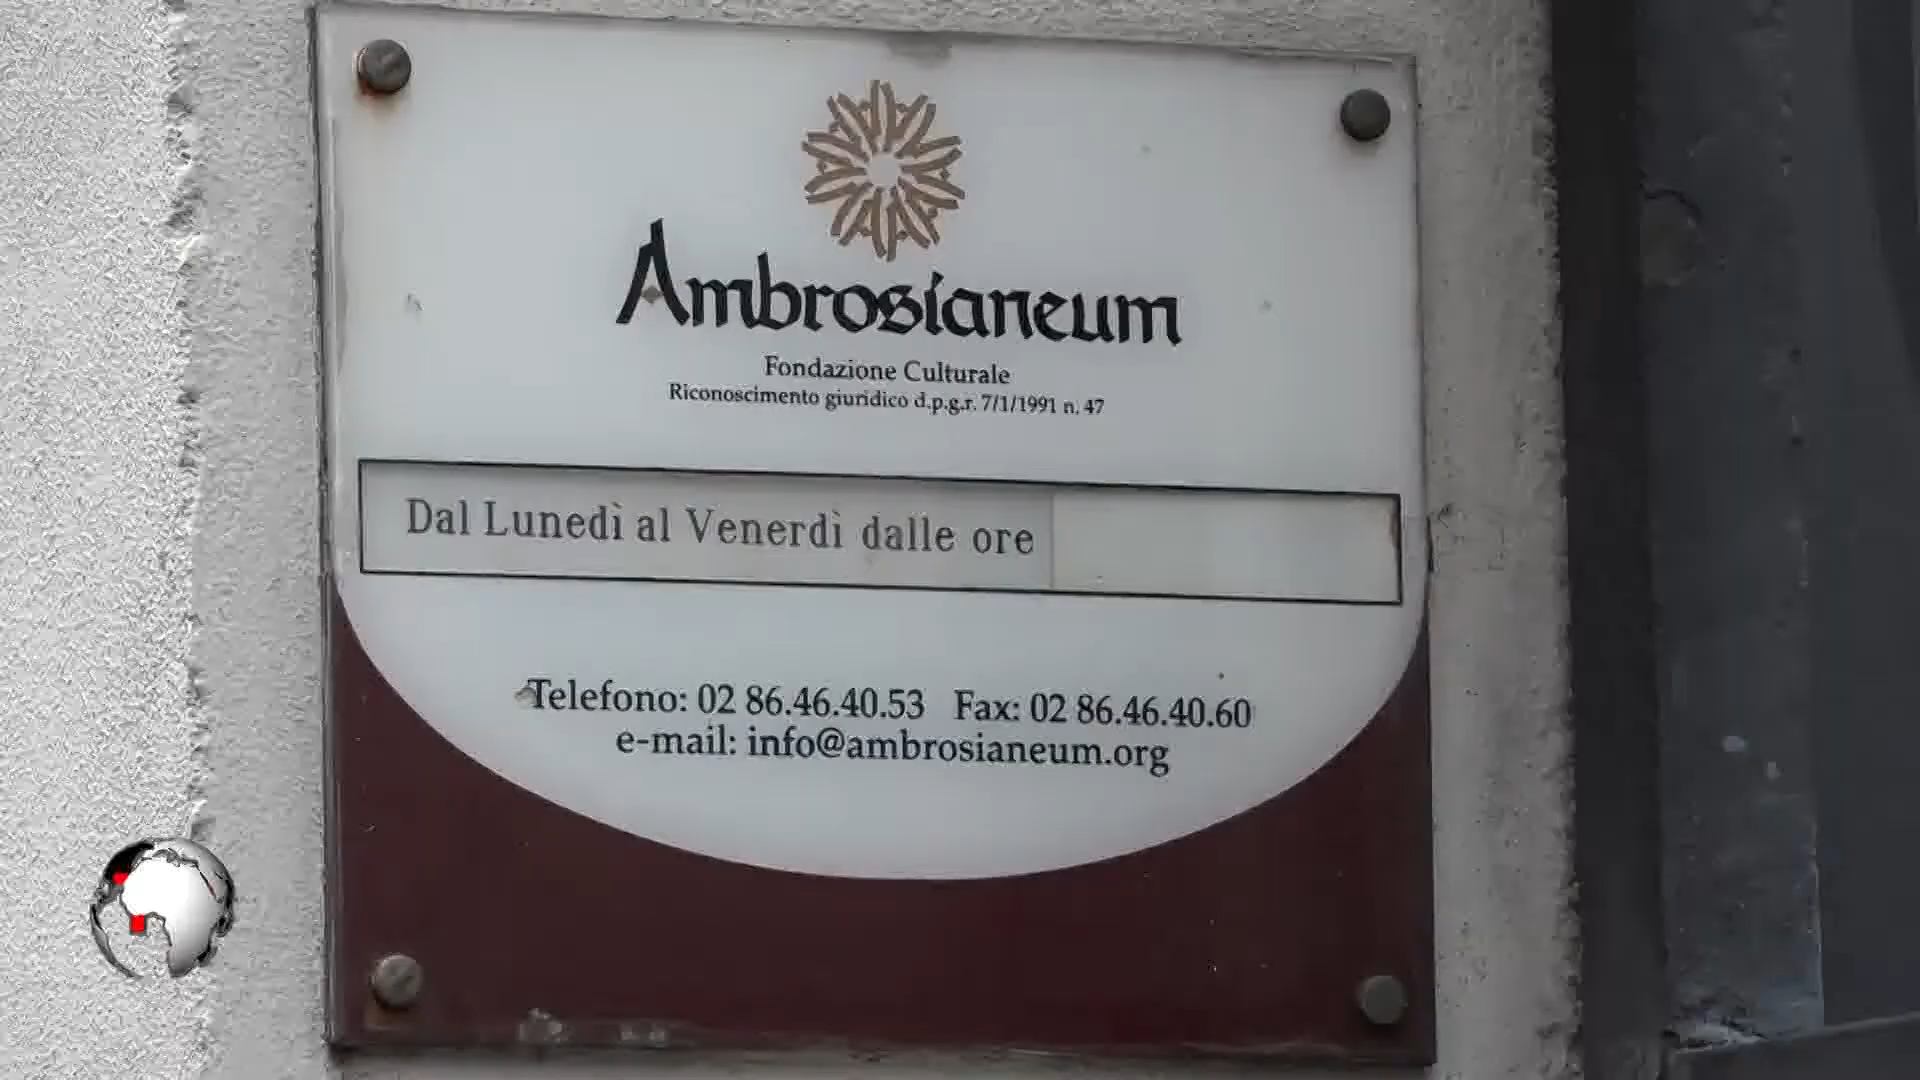 Ambrosianeum
Fondazione Culturale
Riconoscimento giuridico d.p.g.r. 7/1/1991 n. 47
Dal Lunedì al Venerdì dalle ore
Telefono: 02 86.46.40.53 Fax: 02 86.46.40.60
e-mail: info@ambrosianeum.org